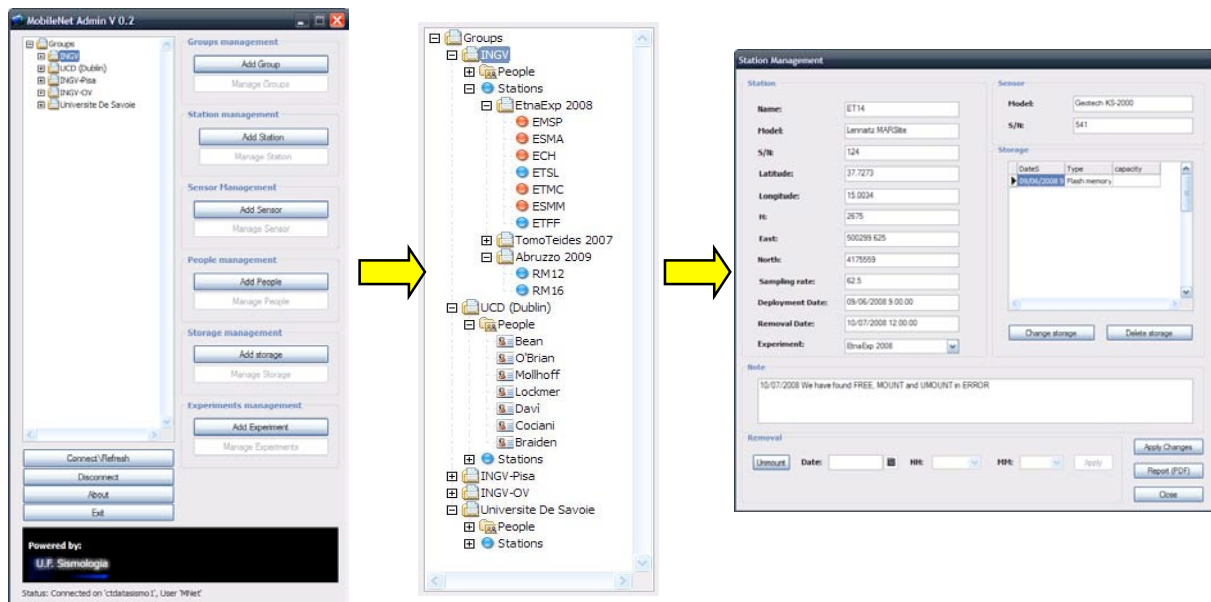 MobileNet Admin V 0.2
Groups
INGV
UCD (Dublin)
INGV-Pisa
INGV-OV
Universite De Savoie
Groups management
Add Group
Manage Groups
Station management
Add Station
Manage Station
Sensor Management
Add Sensor
Manage Sensor
People management
Add People
Manage People
Storage management
Add storage
Manage Storage
Experiments management
Add Experiment
Manage Experiments
Connect\Refresh
Disconnect
About
Exit
Powered by:
U.F. Sismologia
Status: Connected on 'ctdatasismo1', User 'MNet'
Groups
INGV
People
Stations
EtnaExp 2008
EMSP
ESMA
ECH
ETSL
ETMC
ESMM
ETFF
TomoTeides 2007
Abruzzo 2009
RM12
RM16
UCD (Dublin)
People
Bean
O'Brian
Mollhoff
Lockmer
Davì
Cociani
Braiden
Stations
INGV-Pisa
INGV-OV
Universite De Savoie
People
Stations
Station Management
Station
Name: ET14
Model: Lennartz MARSlite
S/N: 124
Latitude: 37.7273
Longitude: 15.0034
H: 2675
East: 500299.625
North: 4175559
Sampling rate: 62.5
Deployment Date: 09/06/2008 9.00.00
Removal Date: 10/07/2008 12.00.00
Experiment: EtnaExp 2008
Sensor
Model: Geotech KS-2000
S/N: 541
Storage
DateS Type capacity
09/06/2008 9 Flash memory
Change storage Delete storage
Note
10/07/2008 We have found FREE, MOUNT and UMOUNT in ERROR
Removal
Unmount Date: HH: MM: Apply
Apply Changes
Report (PDF)
Close